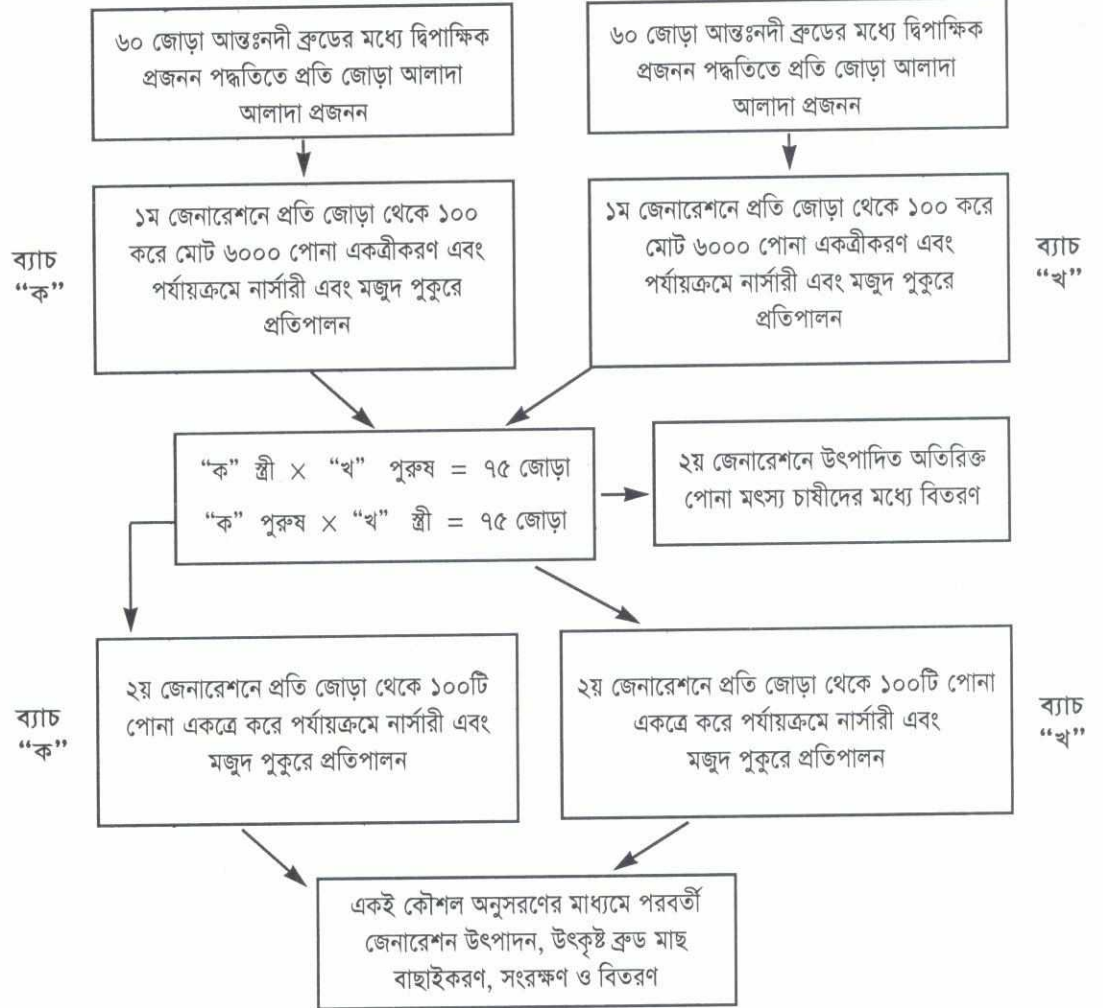 ৬০ জোড়া আন্তঃনদী ব্রুডের মধ্যে দ্বিপাক্ষিক
প্রজনন পদ্ধতিতে প্রতি জোড়া আলাদা
আলাদা প্রজনন
৬০ জোড়া আন্তঃনদী ব্রুডের মধ্যে দ্বিপাক্ষিক
প্রজনন পদ্ধতিতে প্রতি জোড়া আলাদা
আলাদা প্রজনন
ব্যাচ
“ক”
১ম জেনারেশনে প্রতি জোড়া থেকে ১০০
করে মোট ৬০০০ পোনা একত্রীকরণ এবং
পর্যায়ক্রমে নার্সারী এবং মজুদ পুকুরে
প্রতিপালন
১ম জেনারেশনে প্রতি জোড়া থেকে ১০০ করে
মোট ৬০০০ পোনা একত্রীকরণ এবং
পর্যায়ক্রমে নার্সারী এবং মজুদ পুকুরে
প্রতিপালন
ব্যাচ
“খ”
“ক” স্ত্রী × “খ” পুরুষ = ৭৫ জোড়া
“ক” পুরুষ × “খ” স্ত্রী = ৭৫ জোড়া
২য় জেনারেশনে উৎপাদিত অতিরিক্ত
পোনা মৎস্য চাষীদের মধ্যে বিতরণ
ব্যাচ
“ক”
২য় জেনারেশনে প্রতি জোড়া থেকে ১০০টি
পোনা একত্রে করে পর্যায়ক্রমে নার্সারী এবং
মজুদ পুকুরে প্রতিপালন
২য় জেনারেশনে প্রতি জোড়া থেকে ১০০টি পোনা
একত্রে করে পর্যায়ক্রমে নার্সারী এবং
মজুদ পুকুরে প্রতিপালন
ব্যাচ
“খ”
একই কৌশল অনুসরণের মাধ্যমে পরবর্তী
জেনারেশন উৎপাদন, উৎকৃষ্ট ব্রুড মাছ
বাছাইকরণ, সংরক্ষণ ও বিতরণ